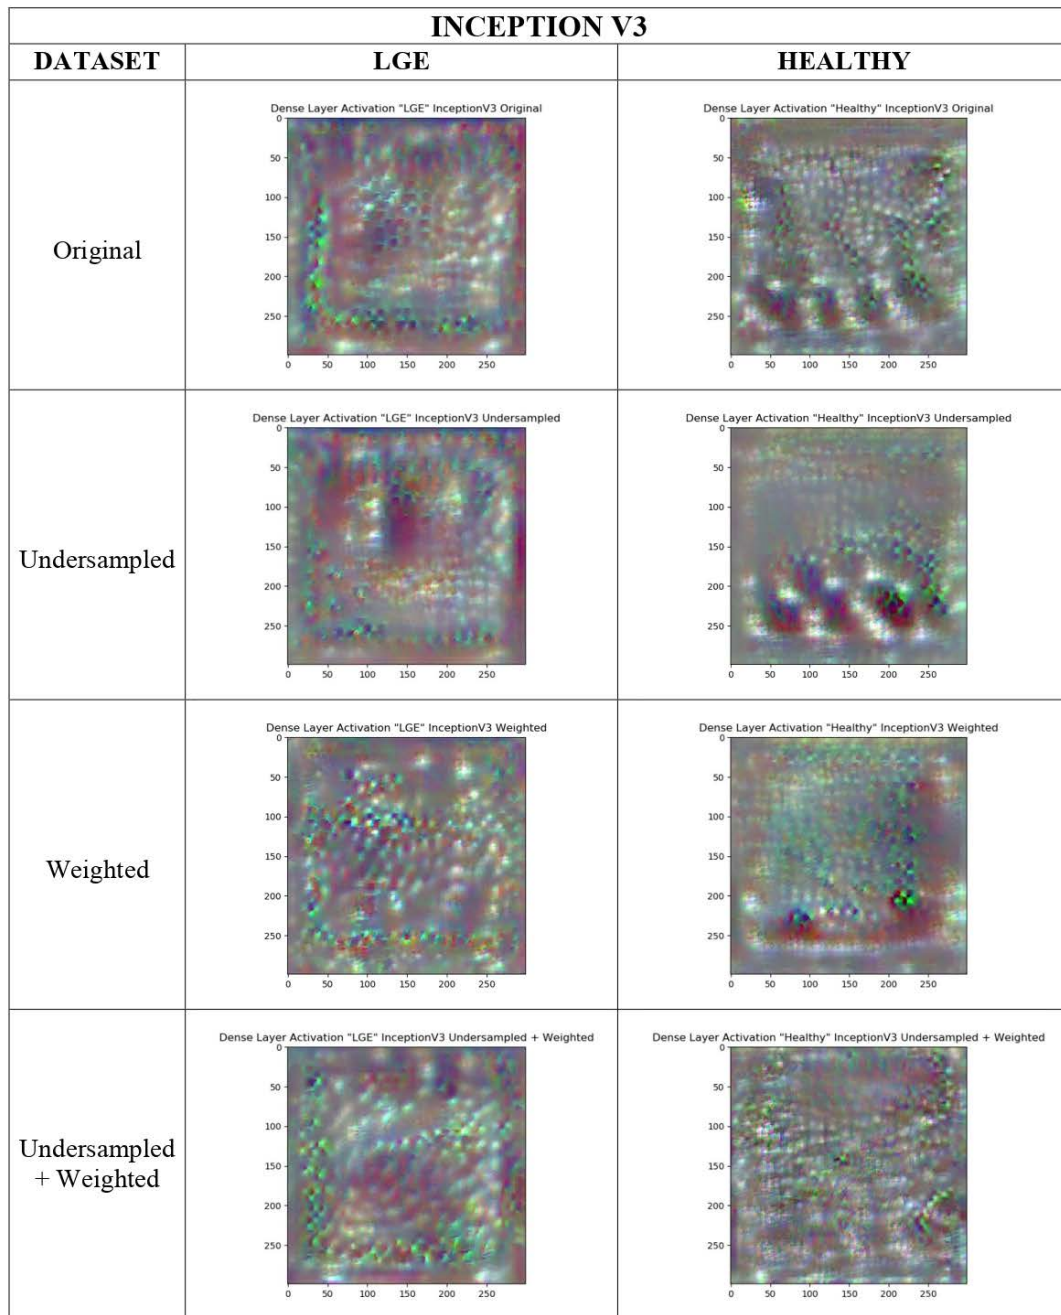 INCEPTION V3
DATASET LGE HEALTHY
Original
Dense Layer Activation "LGE" InceptionV3 Original
0
50
100
150
200
250
0 50 100 150 200 250
Dense Layer Activation "Healthy" InceptionV3 Original
0
50
100
150
200
250
0 50 100 150 200 250
Undersampled
Dense Layer Activation "LGE" InceptionV3 Undersampled
0
50
100
150
200
250
0 50 100 150 200 250
Dense Layer Activation "Healthy" InceptionV3 Undersampled
0
50
100
150
200
250
0 50 100 150 200 250
Weighted
Dense Layer Activation "LGE" InceptionV3 Weighted
0
50
100
150
200
250
0 50 100 150 200 250
Dense Layer Activation "Healthy" InceptionV3 Weighted
0
50
100
150
200
250
0 50 100 150 200 250
Undersampled
+ Weighted
Dense Layer Activation "LGE" InceptionV3 Undersampled + Weighted
0
50
100
150
200
250
0 50 100 150 200 250
Dense Layer Activation "Healthy" InceptionV3 Undersampled + Weighted
0
50
100
150
200
250
0 50 100 150 200 250